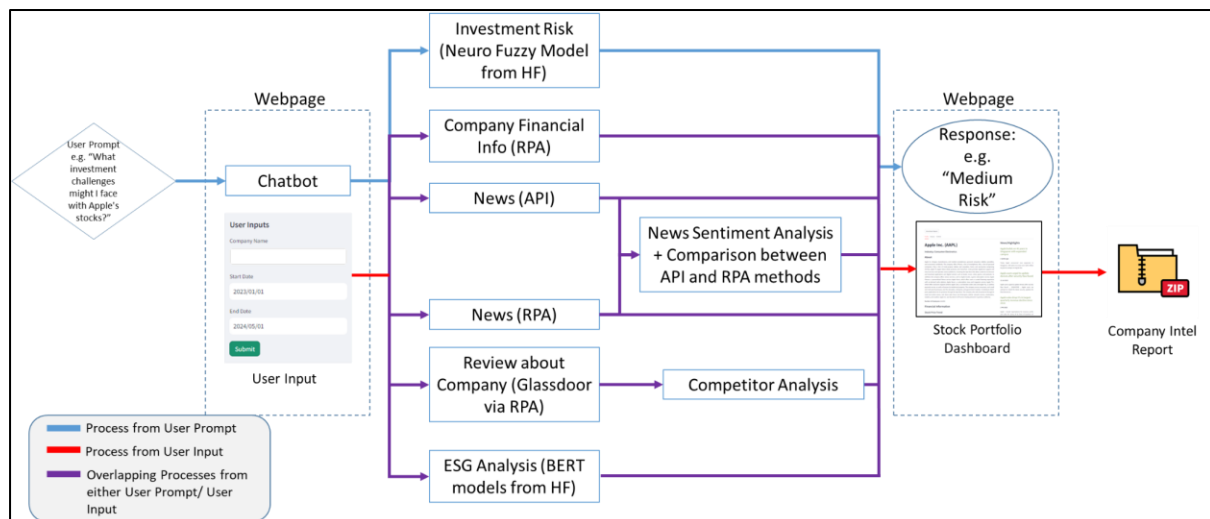 User Prompt
e.g. “What
investment
challenges
might I face
with Apple's
stocks?”
Webpage
Chatbot
User Inputs
Company Name
Start Date
2023/01/01
End Date
2024/05/01
Submit
User Input
Investment Risk
(Neuro Fuzzy Model
from HF)
Company Financial
Info (RPA)
News (API)
News Sentiment Analysis
+ Comparison between
API and RPA methods
News (RPA)
Review about
Company (Glassdoor
via RPA)
Competitor Analysis
ESG Analysis (BERT
models from HF)
Webpage
Response:
e.g.
“Medium
Risk”
Apple Inc. (AAPL)
Stock Portfolio
Dashboard
ZIP
Company Intel
Report
Process from User Prompt
Process from User Input
Overlapping Processes from
either User Prompt/ User
Input